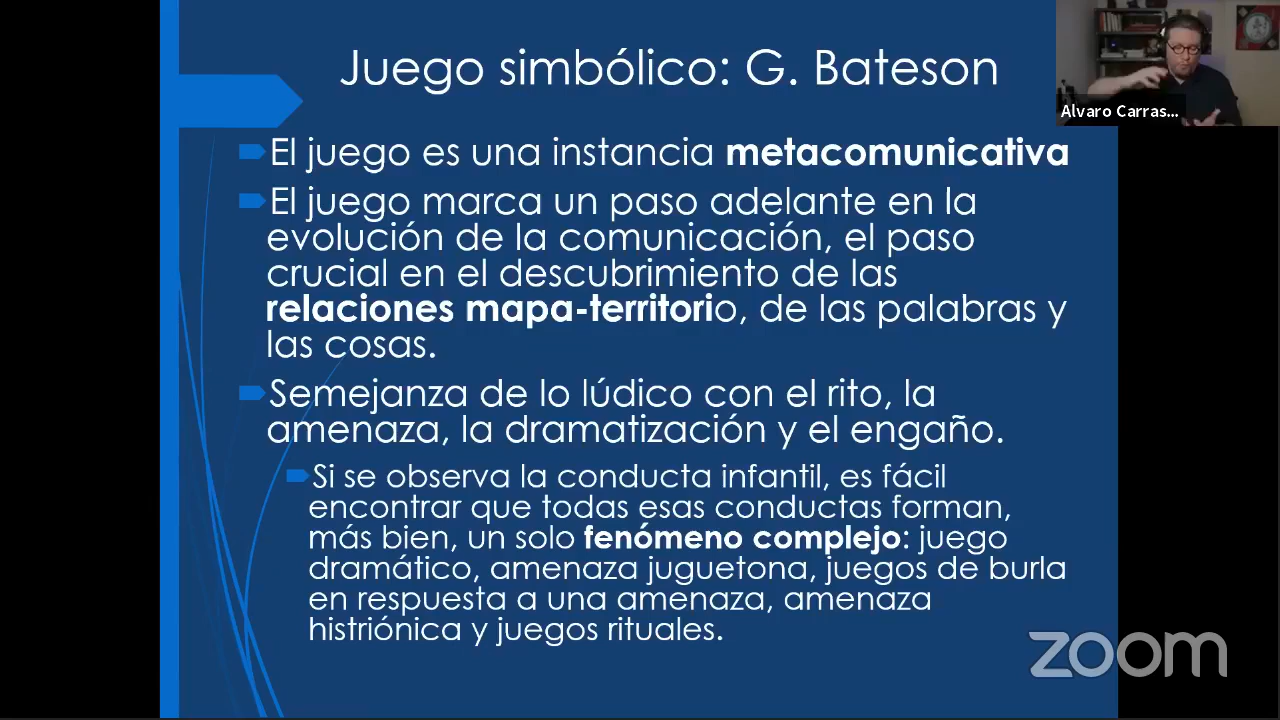 Juego simbólico: G. Bateson
Alvaro Carras...
El juego es una instancia metacomunicativa
El juego marca un paso adelante en la
evolución de la comunicación, el paso
crucial en el descubrimiento de las
relaciones mapa-territorio, de las palabras y
las cosas.
Semejanza de lo lúdico con el rito, la
amenaza, la dramatización y el engaño.
Si se observa la conducta infantil, es fácil
encontrar que todas esas conductas forman,
más bien, un solo fenómeno complejo: juego
dramático, amenaza juguetona, juegos de burla
en respuesta a una amenaza, amenaza
histriónica y juegos rituales.
zoom